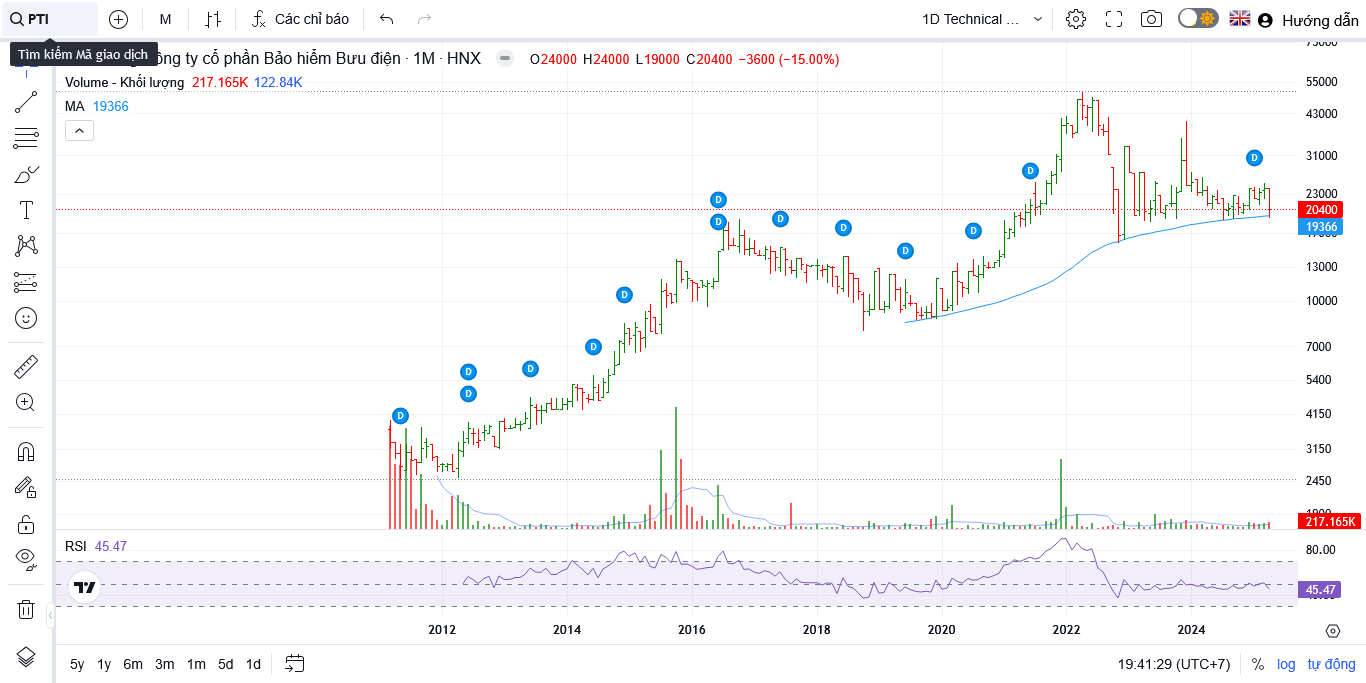 PTI M Các chỉ báo 1D Technical ... Hướng dẫn
Tìm kiếm Mã giao dịch
ông ty cổ phần Bảo hiểm Bưu điện · 1M · HNX O24000 H24000 L19000 C20400 −3600 (−15.00%)
Volume - Khối lượng 217.165K 122.84K
MA 19366
75000
55000
43000
31000
23000
20400
19366
17000
13000
10000
7000
5400
4150
3150
2450
217.165K
D
D
D
D
D
D
D
D
D
D
D
D
D
D
RSI 45.47
80.00
45.47
2012 2014 2016 2018 2020 2022 2024
5y 1y 6m 3m 1m 5d 1d 19:41:29 (UTC+7) % log tự động